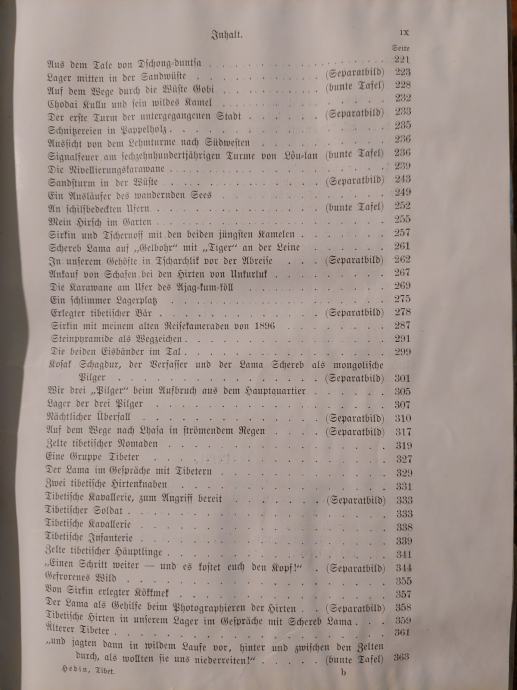 Inhalt. IX
Seite
Aus dem Tale von Dschong-duntsa . . . . . . . . 221
Lager mitten in der Sandwüste . . . . . . . (Separatbild) 223
Auf dem Wege durch die Wüste Gobi . . . . . (bunte Tafel) 228
Chodai Kullu und sein wildes Kamel . . . . . . . . 232
Der erste Turm der untergegangenen Stadt . . . . (Separatbild) 233
Schnitzereien in Pappelholz . . . . . . . . . . 235
Aussicht von dem Lehmturme nach Südwesten . . . . . . 236
Signalfeuer am sechzehnhundertjährigen Turme von Lôu-lan (bunte Tafel) 236
Die Nivellierungskarawane . . . . . . . . . . 239
Sandsturm in der Wüste . . . . . . . . . (Separatbild) 243
Ein Ausläufer des wandernden Sees . . . . . . . . 249
An schilfbedeckten Ufern . . . . . . . . . (bunte Tafel) 252
Mein Hirsch im Garten . . . . . . . . . . . 255
Sirkin und Tschernoff mit den beiden jüngsten Kamelen . . . . 257
Schereb Lama auf „Gelbohr“ mit „Tiger“ an der Leine . . . . 261
In unserem Gehöfte in Tscharchlik vor der Abreise . . . (Separatbild) 262
Ankauf von Schafen bei den Hirten von Unkurluk . . . . . 267
Die Karawane am Ufer des Ajag-kum-köll . . . . . . 269
Ein schlimmer Lagerplatz . . . . . . . . . . 275
Erlegter tibetischer Bär . . . . . . . . . (Separatbild) 278
Sirkin mit meinem alten Reisekameraden von 1896 . . . . . 287
Steinpyramide als Wegzeichen . . . . . . . . . 291
Die beiden Eisbänder im Tal . . . . . . . . . . 299
Kosak Schagdur, der Verfasser und der Lama Schereb als mongolische
Pilger . . . . . . . . . . . (Separatbild) 301
Wir drei „Pilger“ beim Aufbruch aus dem Hauptquartier . . . . 305
Lager der drei Pilger . . . . . . . . . . . 307
Nächtlicher Überfall . . . . . . . . . . (Separatbild) 310
Auf dem Wege nach Lhasa in strömendem Regen . . . (Separatbild) 317
Zelte tibetischer Nomaden . . . . . . . . . . 319
Eine Gruppe Tibeter . . . . . . . . . . . 327
Der Lama im Gespräche mit Tibetern . . . . . . . . 329
Zwei tibetische Hirtenknaben . . . . . . . . . 331
Tibetische Kavallerie, zum Angriff bereit . . . . . (Separatbild) 333
Tibetischer Soldat . . . . . . . . . . . . 333
Tibetische Kavallerie . . . . . . . . . . . 338
Tibetische Infanterie . . . . . . . . . . . 339
Zelte tibetischer Häuptlinge . . . . . . . . . . 341
„Einen Schritt weiter — und es kostet euch den Kopf!“ . . (Separatbild) 344
Gefrorenes Wild . . . . . . . . . . . . 355
Von Sirkin erlegter Kökkmek . . . . . . . . . 357
Der Lama als Gehilfe beim Photographieren der Hirten . . (Separatbild) 358
Tibetische Hirten in unserem Lager im Gespräche mit Schereb Lama . . . 359
Älterer Tibeter . . . . . . . . . . . . 361
„und jagten dann in wildem Laufe vor, hinter und zwischen den Zelten
durch, als wollten sie uns niederreiten!“ . . . . (bunte Tafel) 363
Hedin, Tibet. b